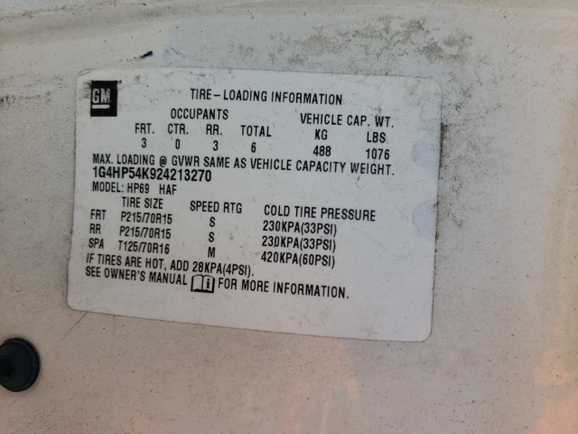 GM
TIRE-LOADING INFORMATION
OCCUPANTS VEHICLE CAP. WT.
FRT. CTR. RR. TOTAL KG LBS
3 0 3 6 488 1076
MAX. LOADING @ GVWR SAME AS VEHICLE CAPACITY WEIGHT.
1G4HP54K924213270
MODEL: HP69 HAF
TIRE SIZE SPEED RTG COLD TIRE PRESSURE
FRT P215/70R15 S 230KPA(33PSI)
RR P215/70R15 S 230KPA(33PSI)
SPA T125/70R16 M 420KPA(60PSI)
IF TIRES ARE HOT, ADD 28KPA(4PSI).
SEE OWNER'S MANUAL FOR MORE INFORMATION.